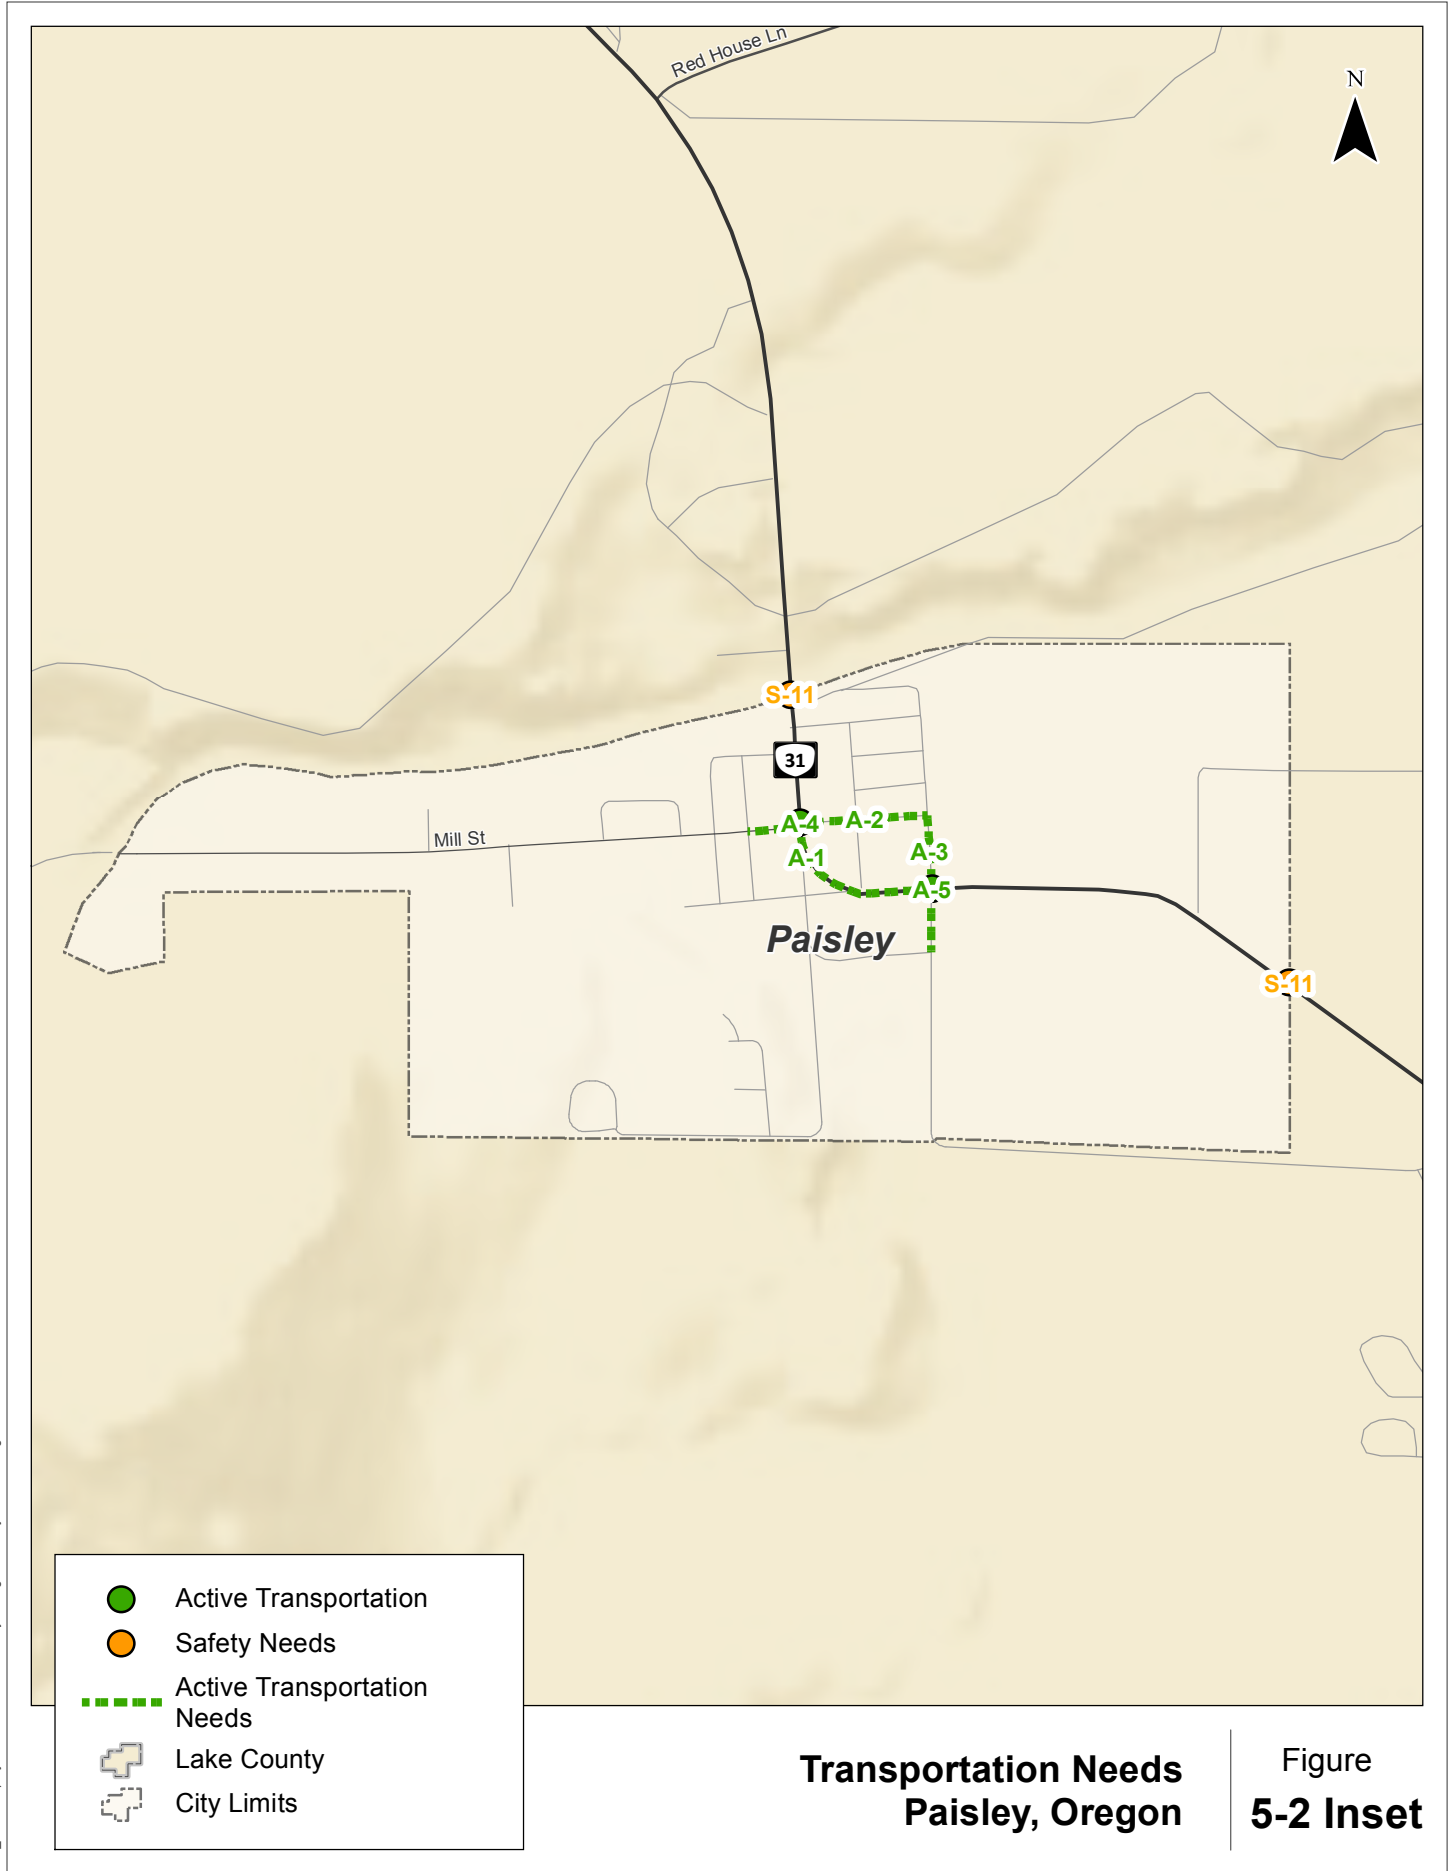 Red House Ln
N
S-11
31
A-4
A-2
Mill St
A-1
A-3
A-5
Paisley
S-11
Active Transportation
Safety Needs
Active Transportation
Needs
Lake County
City Limits
Transportation Needs
Paisley, Oregon
Figure
5-2 Inset